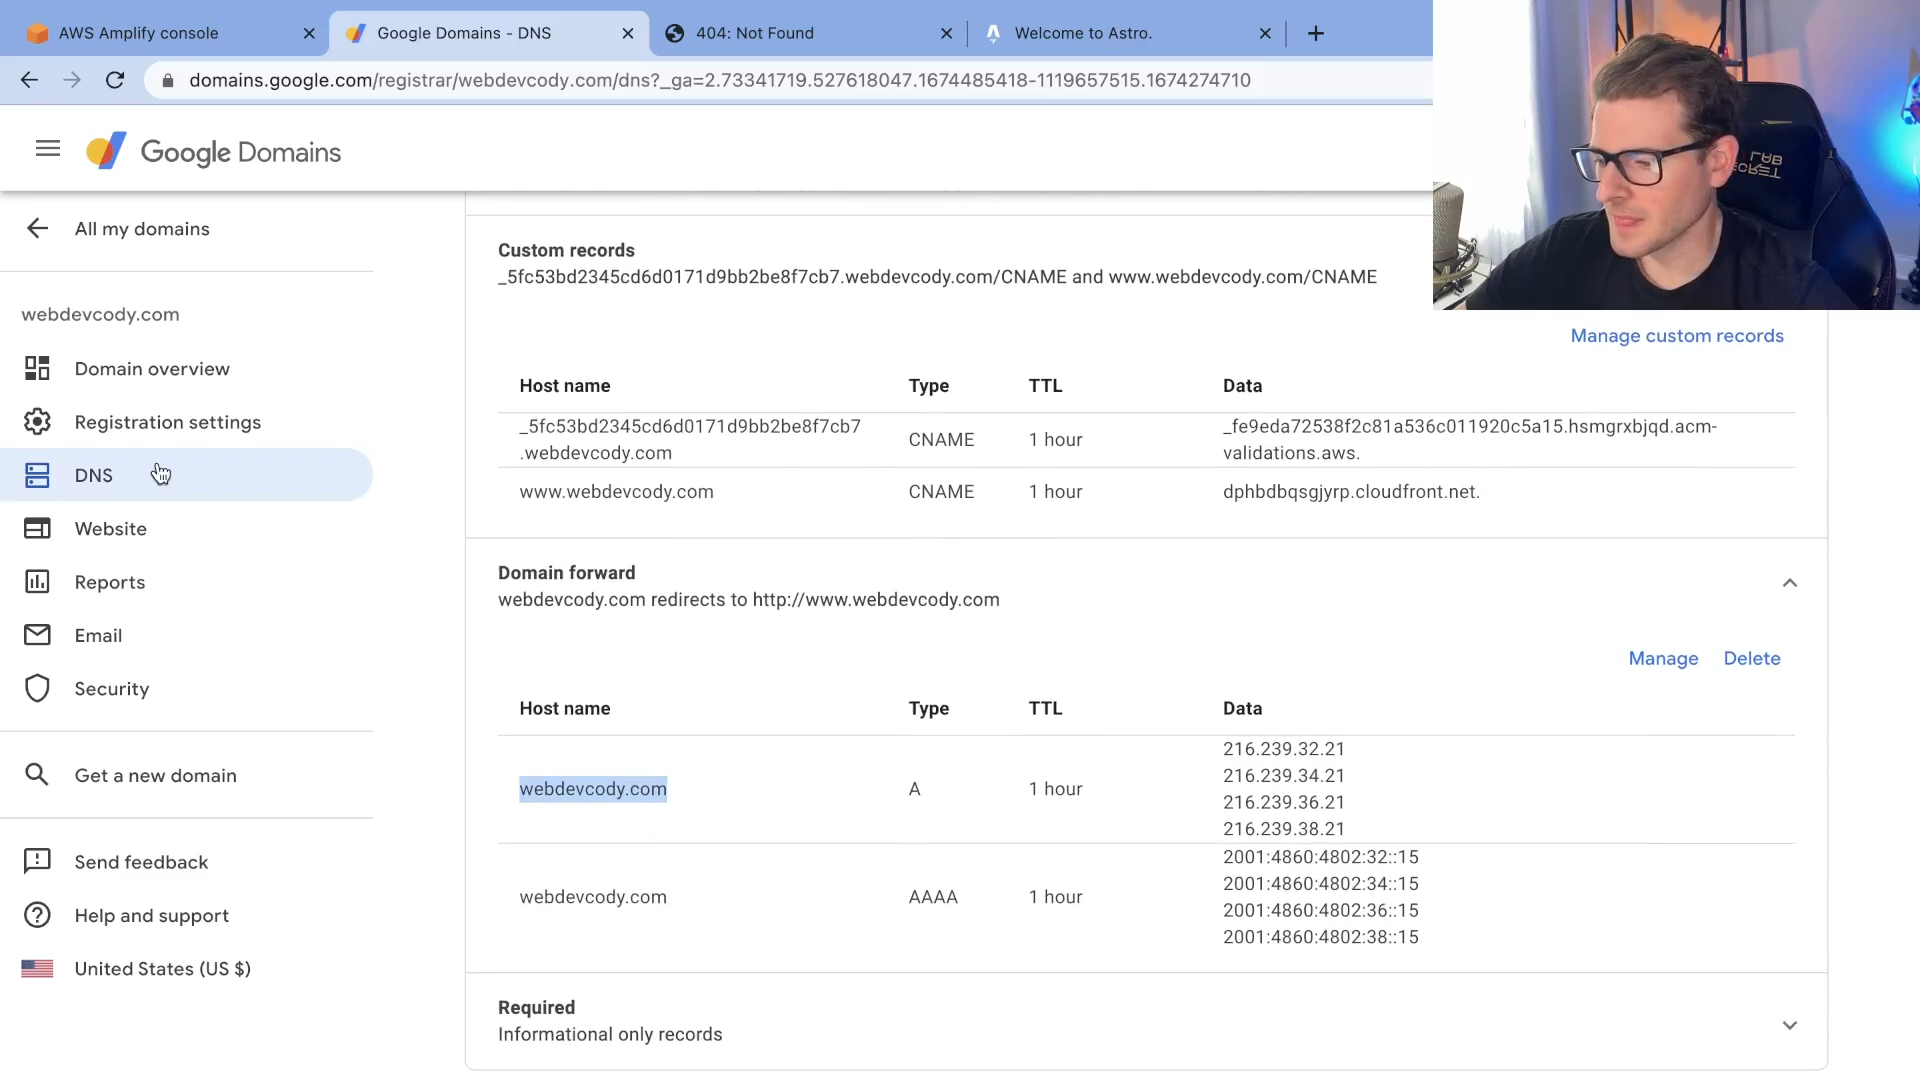 AWS Amplify console
Google Domains - DNS
404: Not Found
Welcome to Astro.
domains.google.com/registrar/webdevcody.com/dns?_ga=2.73341719.527618047.1674485418-1119657515.1674274710
Google Domains
All my domains
webdevcody.com
Domain overview
Registration settings
DNS
Website
Reports
Email
Security
Get a new domain
Send feedback
Help and support
United States (US $)
Custom records
_5fc53bd2345cd6d0171d9bb2be8f7cb7.webdevcody.com/CNAME and www.webdevcody.com/CNAME
Manage custom records
Host name Type TTL Data
_5fc53bd2345cd6d0171d9bb2be8f7cb7
.webdevcody.com
CNAME
1 hour
_fe9eda72538f2c81a536c011920c5a15.hsmgrxbjqd.acm-
validations.aws.
www.webdevcody.com CNAME 1 hour dphbdbqsgjyrp.cloudfront.net.
Domain forward
webdevcody.com redirects to http://www.webdevcody.com
Manage Delete
Host name Type TTL Data
webdevcody.com A 1 hour
216.239.32.21
216.239.34.21
216.239.36.21
216.239.38.21
webdevcody.com AAAA 1 hour
2001:4860:4802:32::15
2001:4860:4802:34::15
2001:4860:4802:36::15
2001:4860:4802:38::15
Required
Informational only records
SECRET
LAB